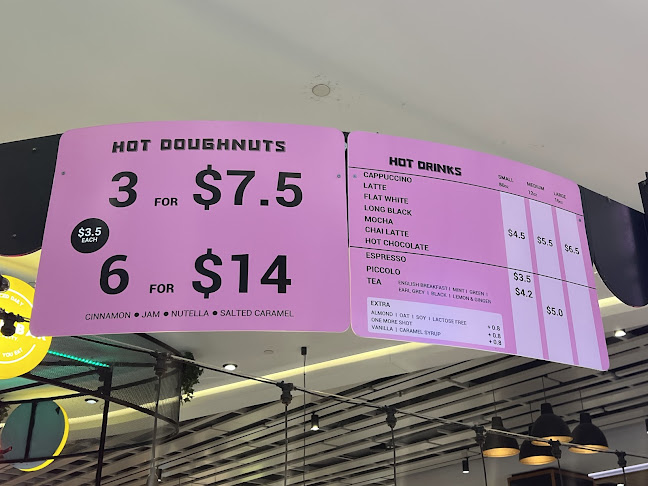 HOT DOUGHNUTS
3 FOR $7.5
$3.5
EACH
6 FOR $14
CINNAMON ● JAM ● NUTELLA ● SALTED CARAMEL
HOT DRINKS
SMALL MEDIUM LARGE
8oz 12oz 16oz
CAPPUCCINO
LATTE
FLAT WHITE
LONG BLACK
MOCHA
CHAI LATTE
HOT CHOCOLATE
$4.5 $5.5 $6.5
ESPRESSO
PICCOLO $3.5
TEA ENGLISH BREAKFAST | MINT | GREEN |
EARL GREY | BLACK | LEMON & GINGER
$4.2 $5.0
EXTRA
ALMOND | OAT | SOY | LACTOSE FREE + 0.8
ONE MORE SHOT + 0.8
VANILLA | CARAMEL SYRUP + 0.8